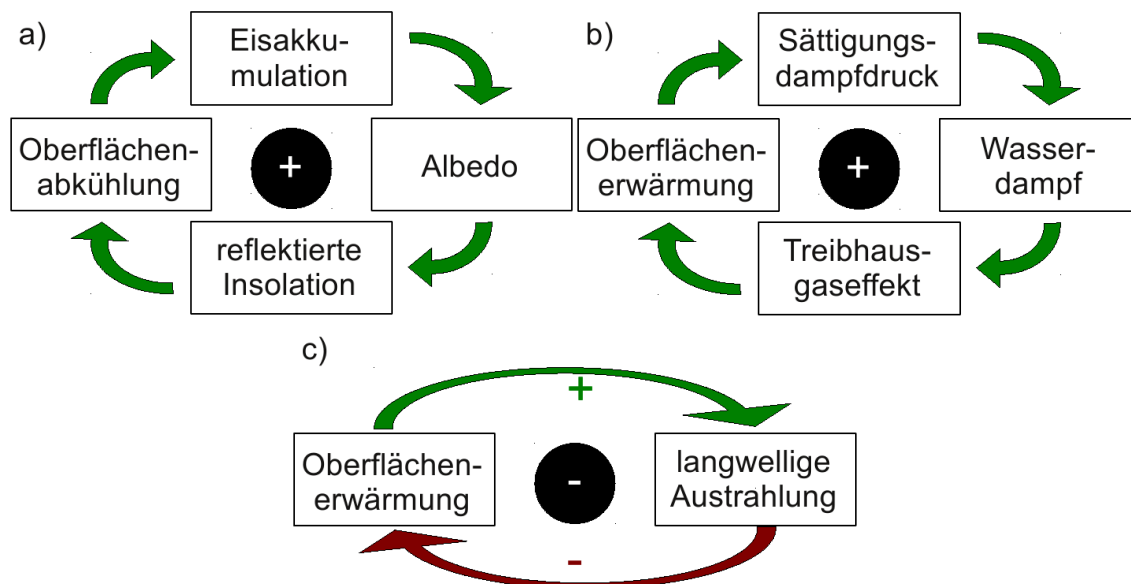 a)
Eisakku-
mulation
Oberflächen-
abkühlung
+
Albedo
reflektierte
Insolation
b)
Sättigungs-
dampfdruck
Oberflächen-
erwärmung
+
Wasser-
dampf
Treibhaus-
gaseffekt
c)
+
Oberflächen-
erwärmung
-
langwellige
Austrahlung
-